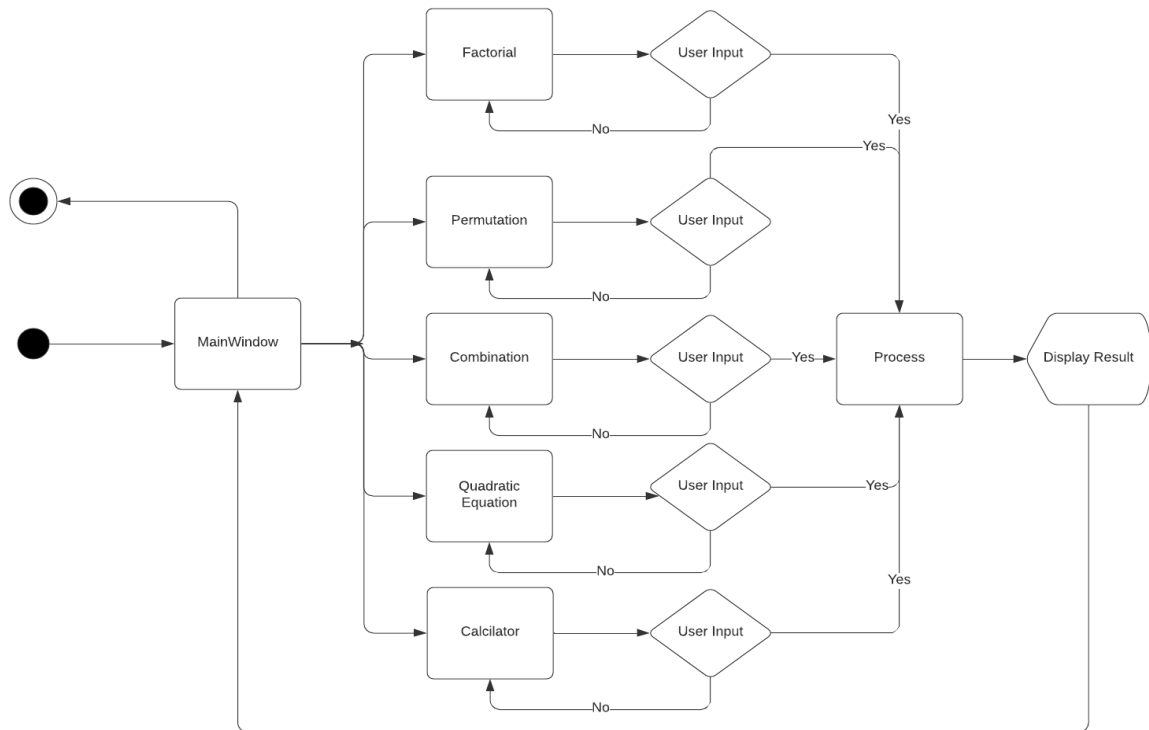 Factorial
User Input
Yes
No
Yes
Permutation
User Input
No
MainWindow
Combination
User Input
Yes
Process
Display Result
No
Quadratic
Equation
User Input
Yes
No
Yes
Calcilator
User Input
No